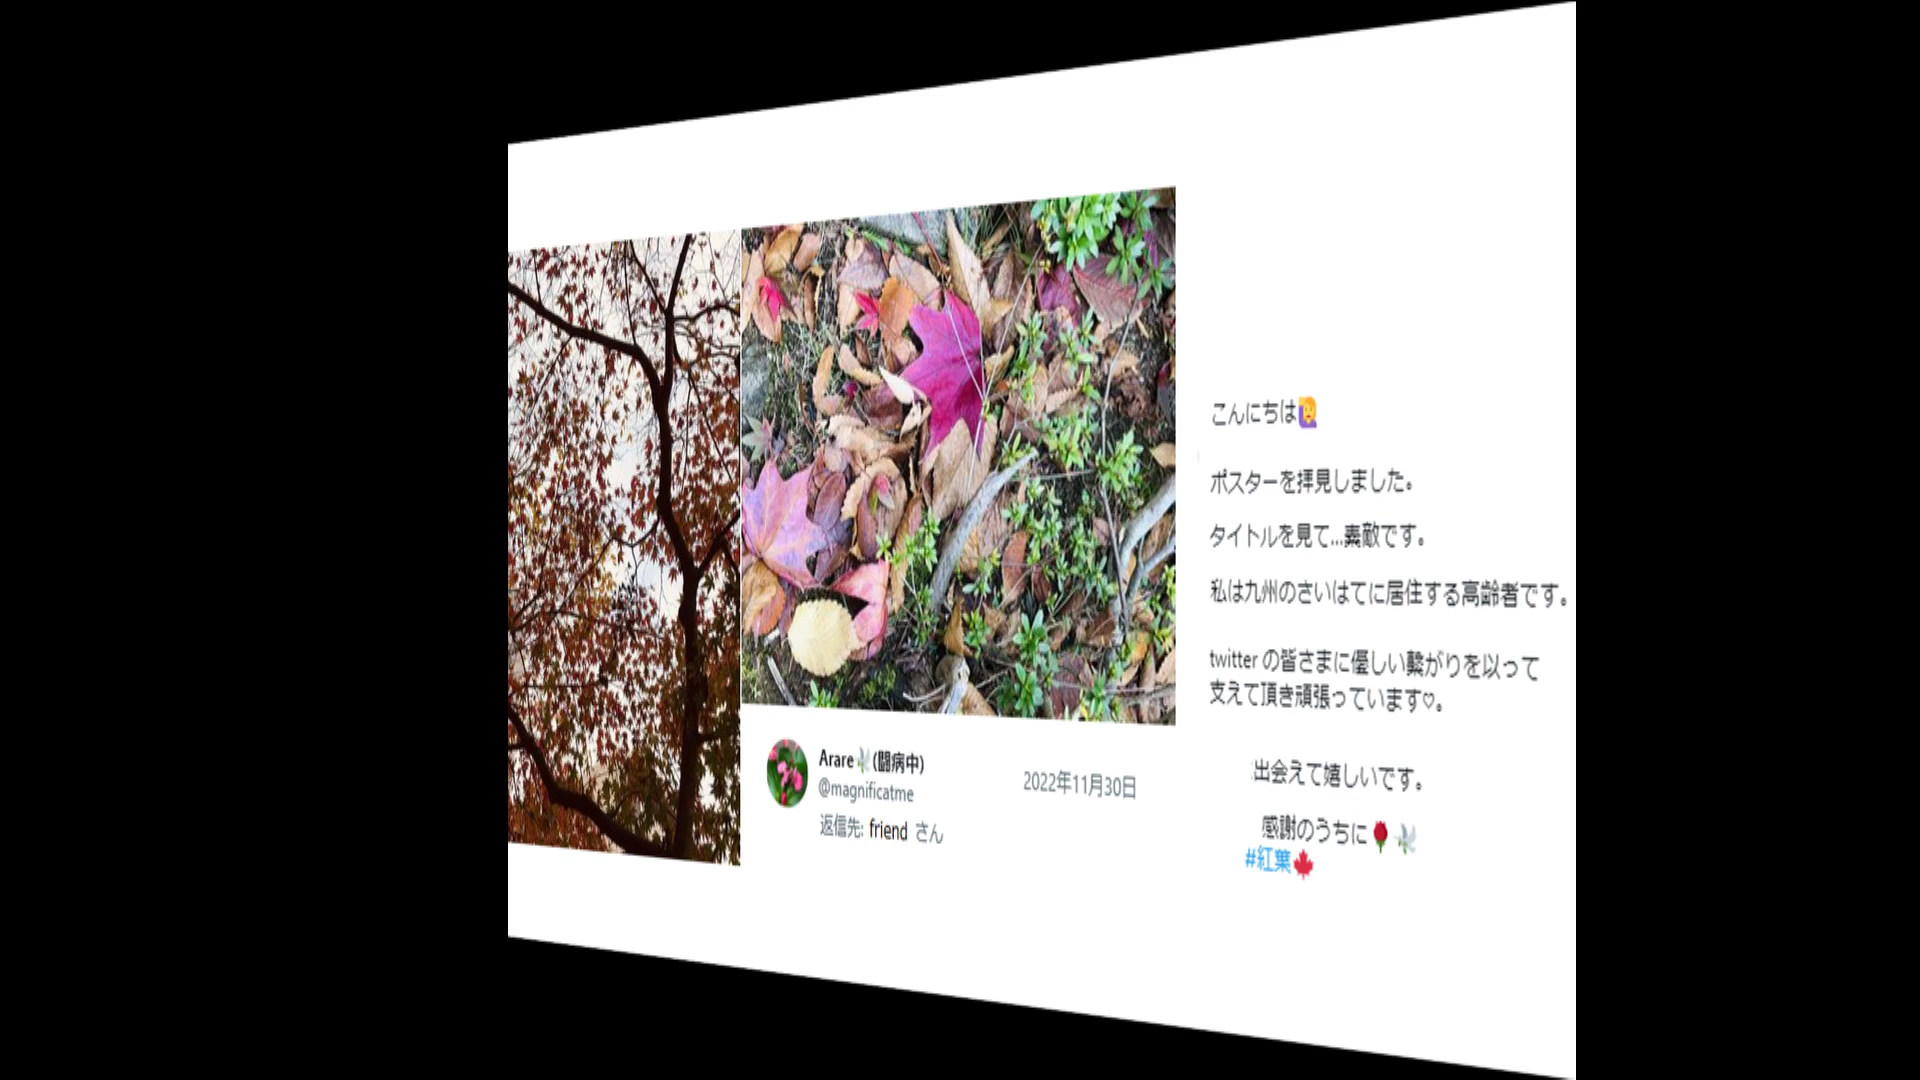 こんにちは🙋
ポスターを拝見しました。
タイトルを見て...素敵です。
私は九州のさいはてに居住する高齢者です。
twitter の皆さまに優しい繋がりを以って
支えて頂き頑張っています♡。
出会えて嬉しいです。
感謝のうちに🌹🕊
#紅葉🍁
Arare🕊(闘病中)
@magnificatme
2022年11月30日
返信先: friend さん